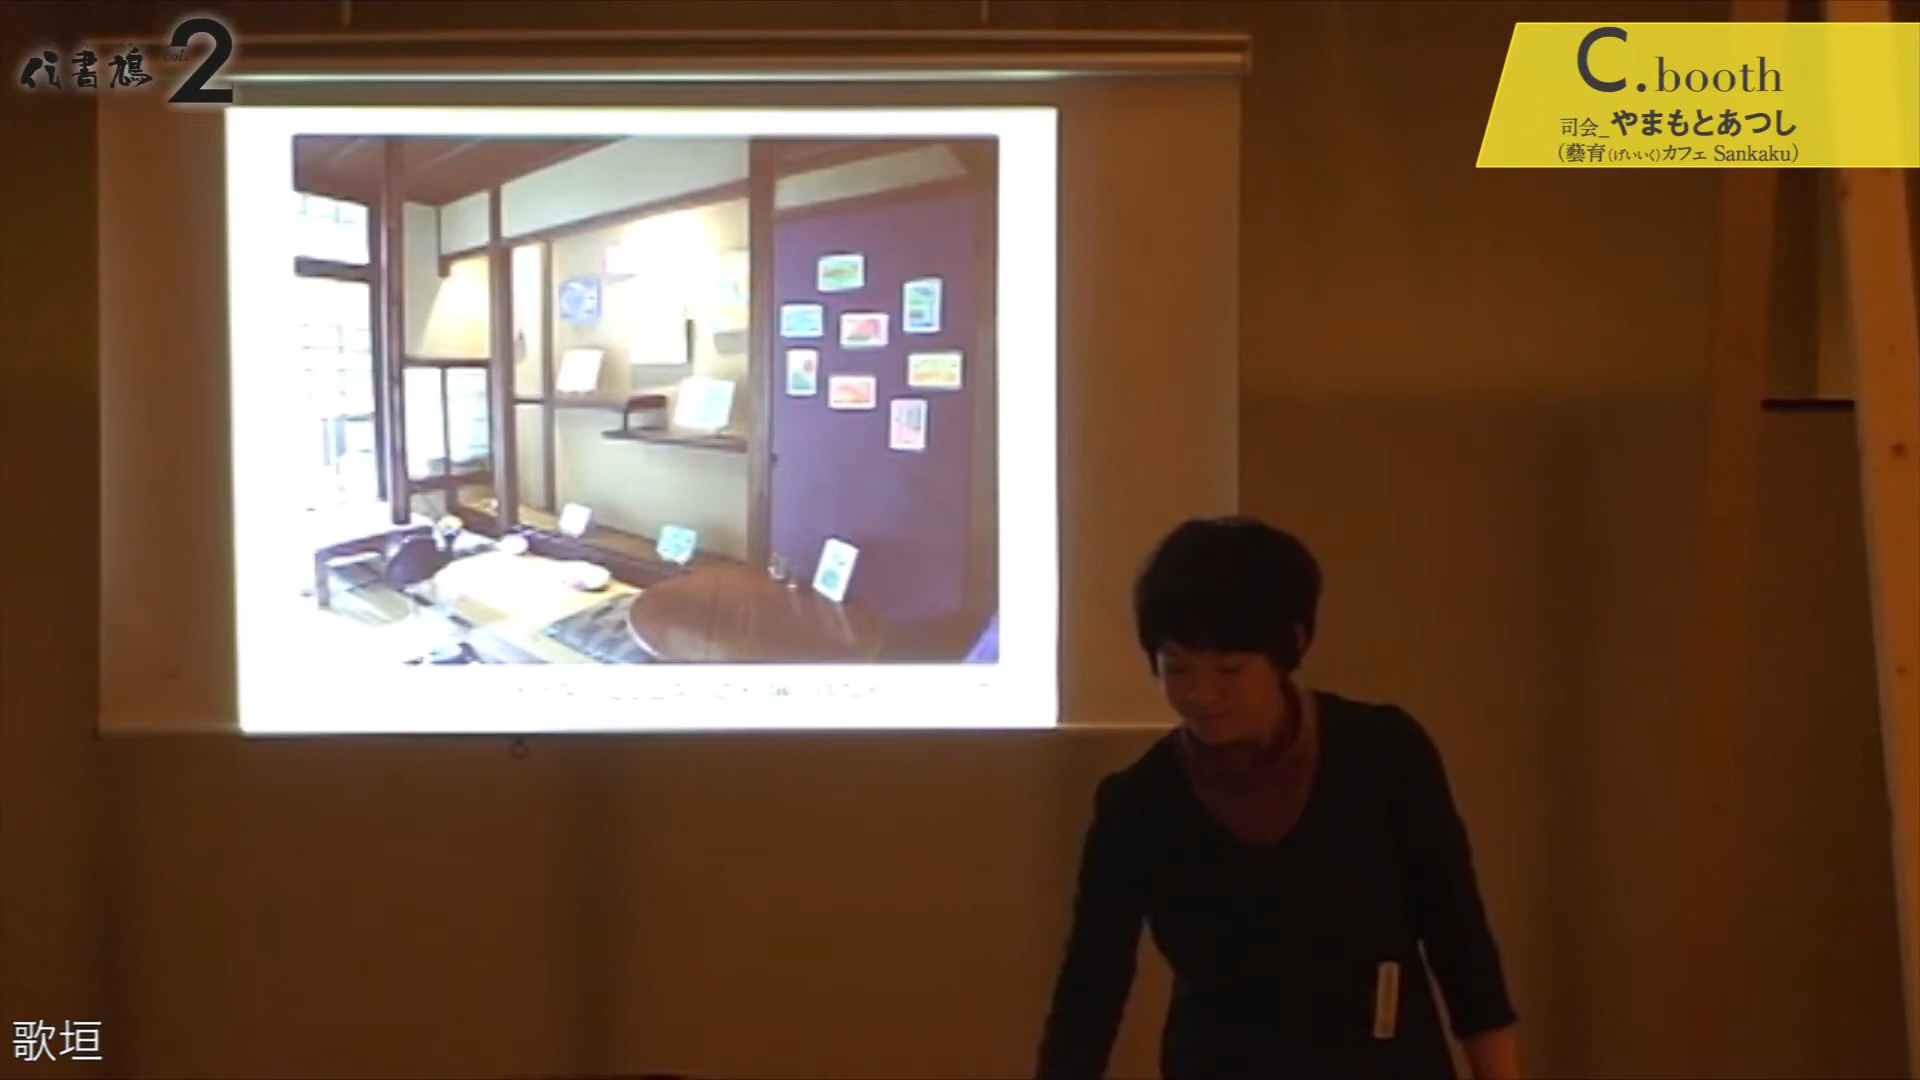 伝書鳩 vol. 2
C.booth
司会_やまもとあつし
(藝育(げいいく)カフェ Sankaku)
歌垣